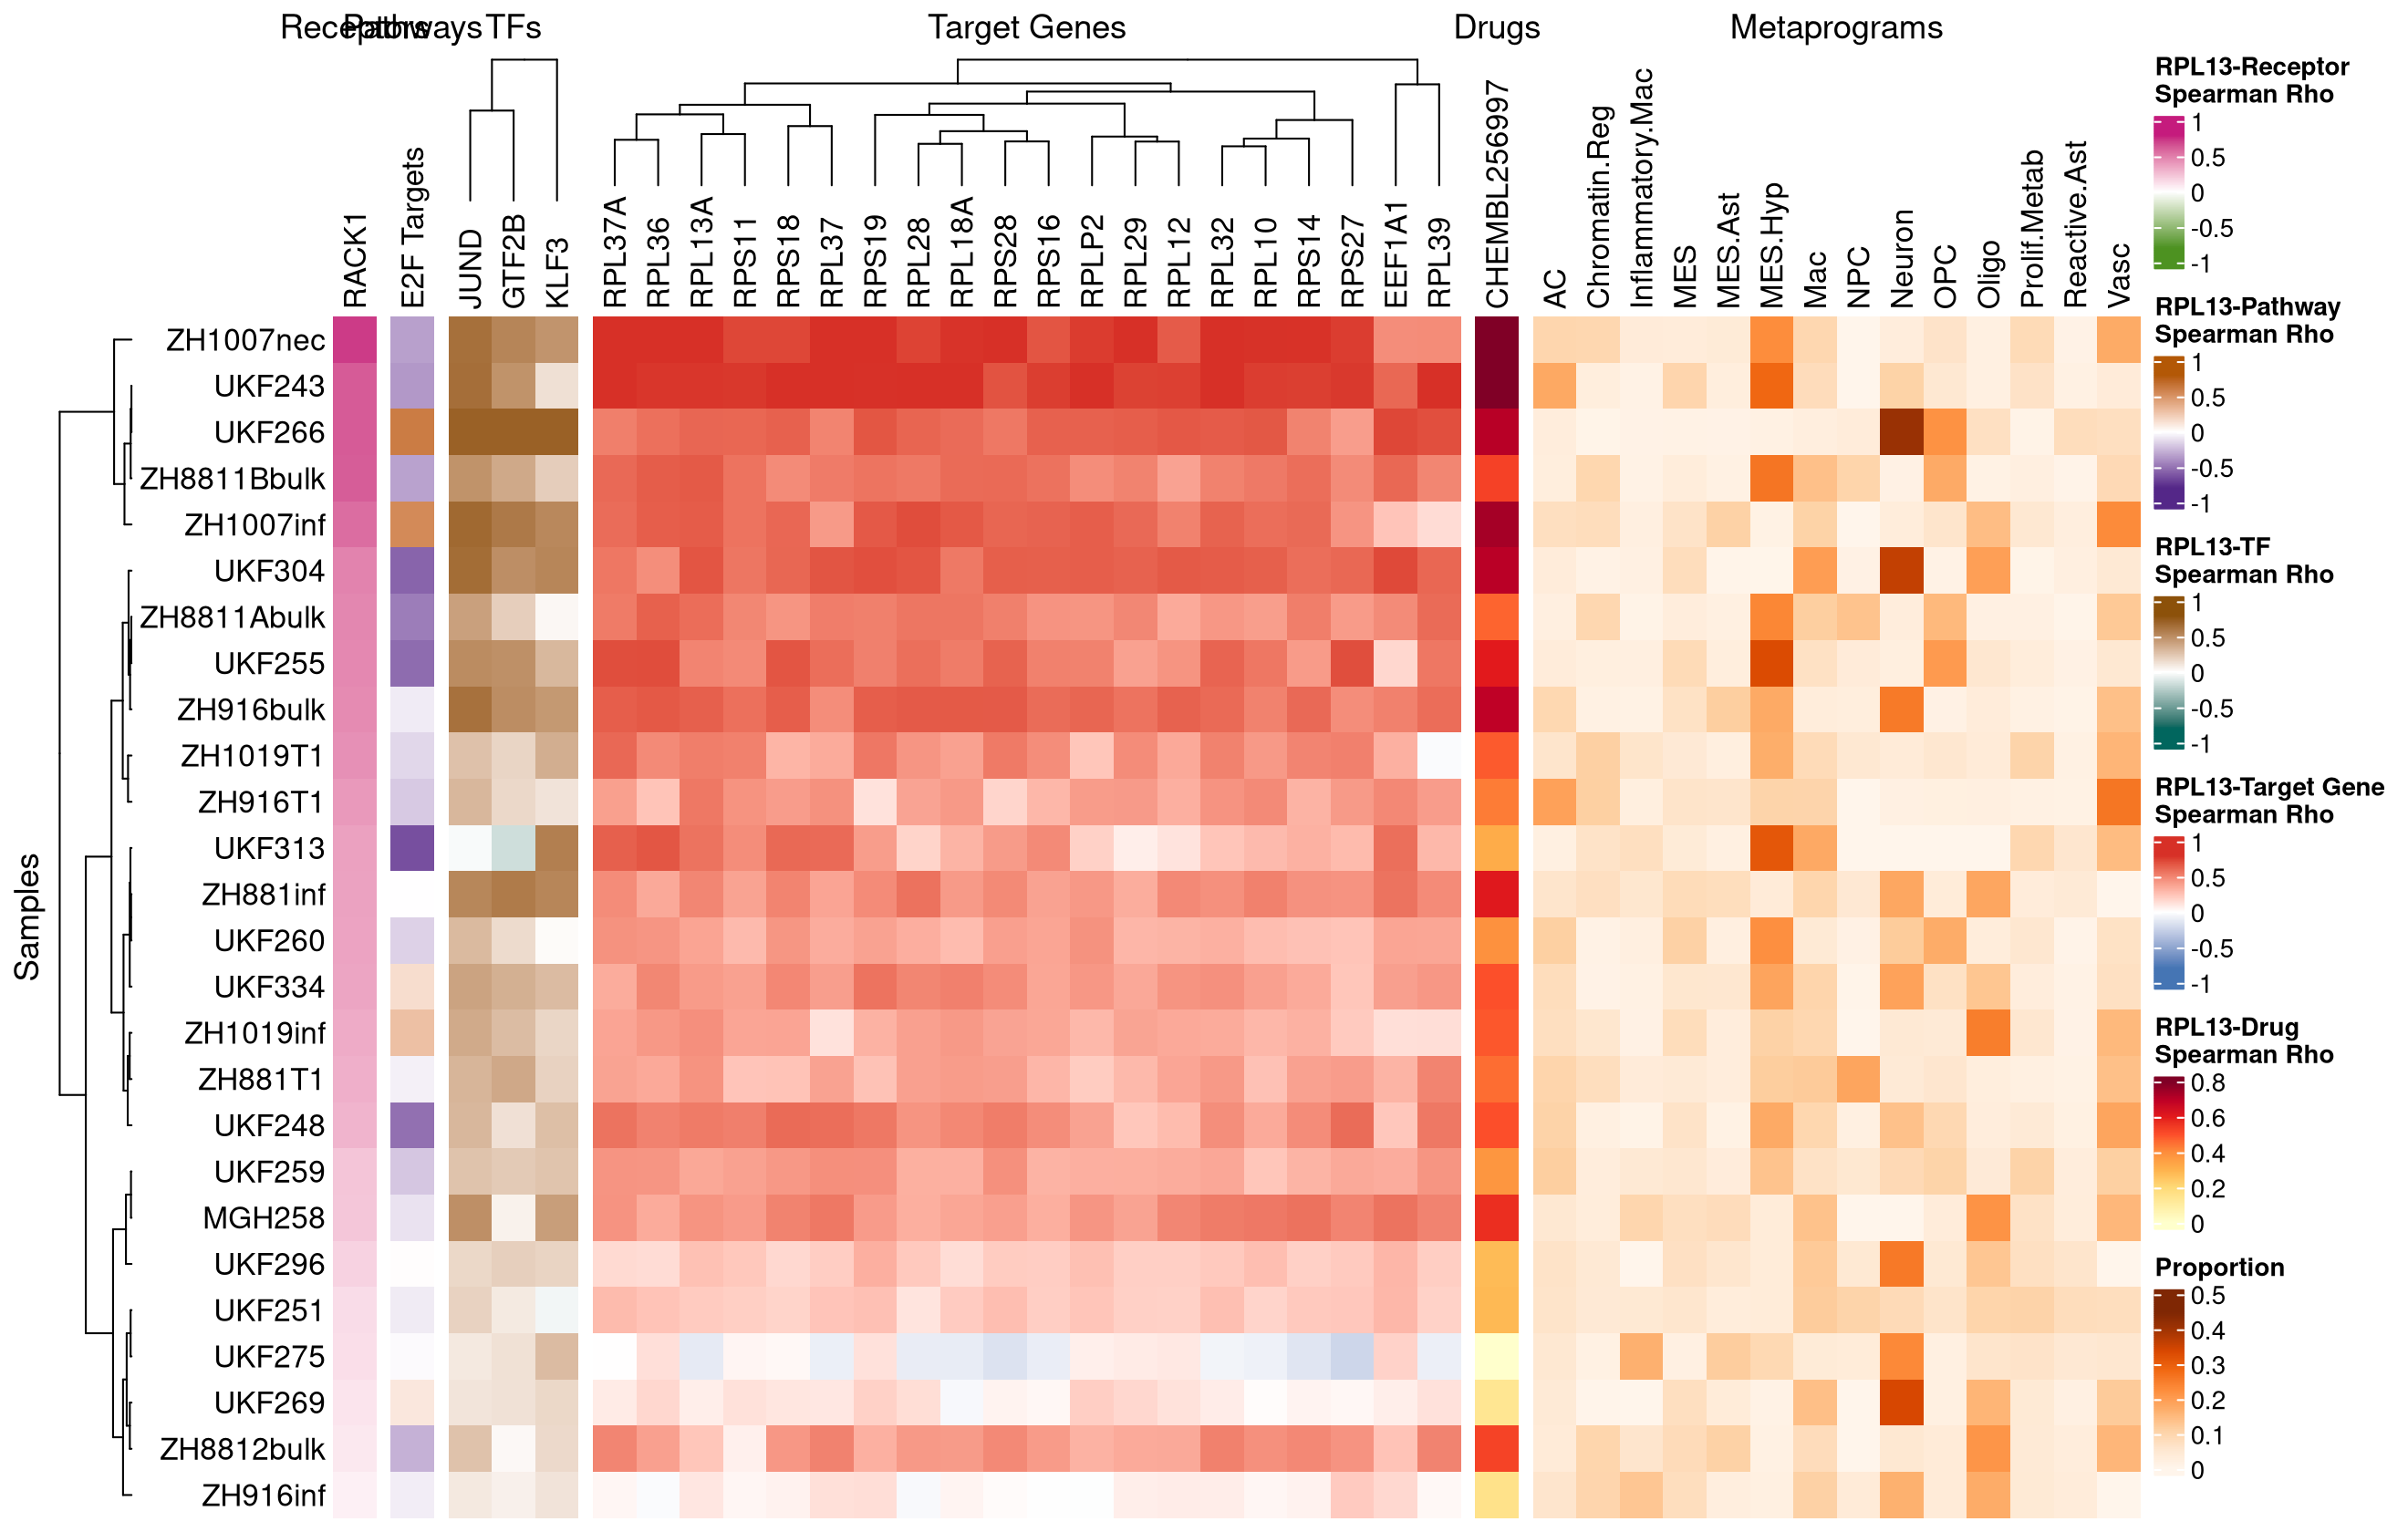 Receptors Pathways TFs Target Genes Drugs Metaprograms
RACK1
E2F Targets
JUND
GTF2B
KLF3
RPL37A
RPL36
RPL13A
RPS11
RPS18
RPL37
RPS19
RPL28
RPL18A
RPS28
RPS16
RPLP2
RPL29
RPL12
RPL32
RPL10
RPS14
RPS27
EEF1A1
RPL39
CHEMBL256997
AC
Chromatin.Reg
Inflammatory.Mac
MES
MES.Ast
MES.Hyp
Mac
NPC
Neuron
OPC
Oligo
Prolif.Metab
Reactive.Ast
Vasc
Samples
ZH1007nec
UKF243
UKF266
ZH8811Bbulk
ZH1007inf
UKF304
ZH8811Abulk
UKF255
ZH916bulk
ZH1019T1
ZH916T1
UKF313
ZH881inf
UKF260
UKF334
ZH1019inf
ZH881T1
UKF248
UKF259
MGH258
UKF296
UKF251
UKF275
UKF269
ZH8812bulk
ZH916inf
RPL13-Receptor
Spearman Rho
1
0.5
0
-0.5
-1
RPL13-Pathway
Spearman Rho
1
0.5
0
-0.5
-1
RPL13-TF
Spearman Rho
1
0.5
0
-0.5
-1
RPL13-Target Gene
Spearman Rho
1
0.5
0
-0.5
-1
RPL13-Drug
Spearman Rho
0.8
0.6
0.4
0.2
0
Proportion
0.5
0.4
0.3
0.2
0.1
0